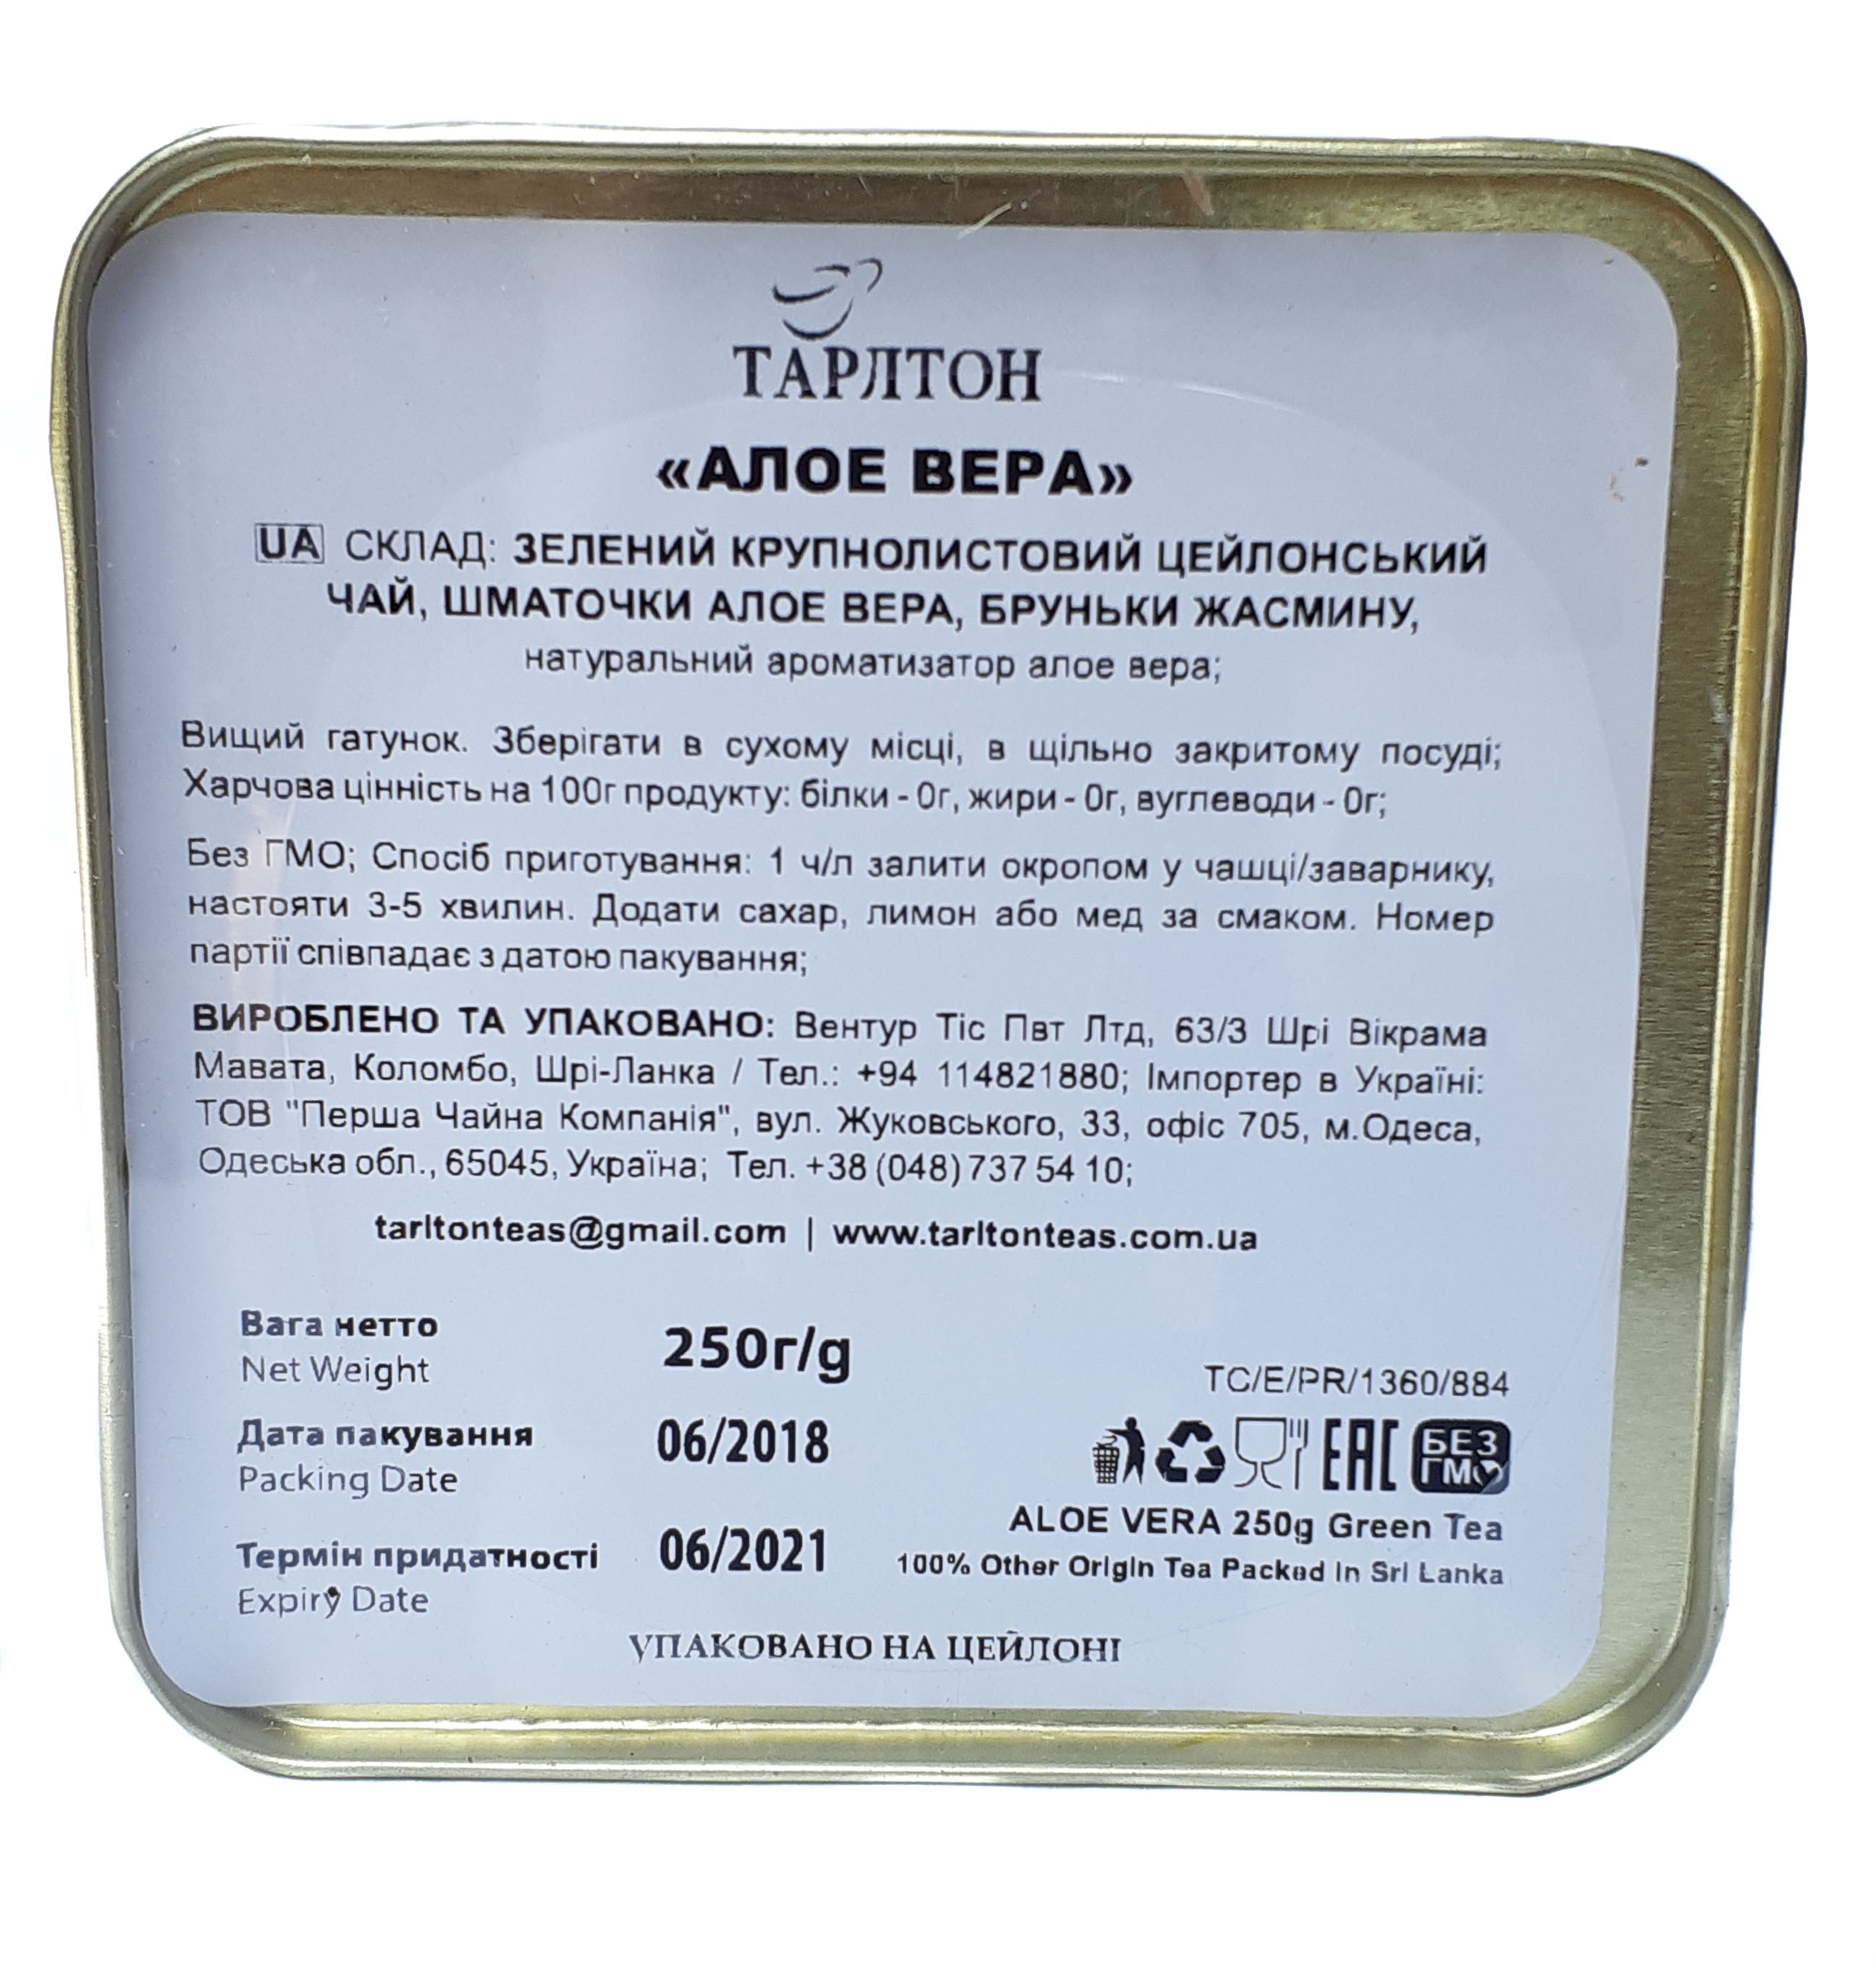 ТАРЛТОН
«АЛОЕ ВЕРА»
UA СКЛАД: ЗЕЛЕНИЙ КРУПНОЛИСТОВИЙ ЦЕЙЛОНСЬКИЙ
ЧАЙ, ШМАТОЧКИ АЛОЕ ВЕРА, БРУНЬКИ ЖАСМИНУ,
натуральний ароматизатор алое вера;
Вищий гатунок. Зберігати в сухому місці, в щільно закритому посуді;
Харчова цінність на 100г продукту: білки - 0г, жири - 0г, вуглеводи - 0г;
Без ГМО; Спосіб приготування: 1 ч/л залити окропом у чашці/заварнику,
настояти 3-5 хвилин. Додати сахар, лимон або мед за смаком. Номер
партії співпадає з датою пакування;
ВИРОБЛЕНО ТА УПАКОВАНО: Вентур Тіс Пвт Лтд, 63/3 Шрі Вікрама
Мавата, Коломбо, Шрі-Ланка / Тел.: +94 114821880; Імпортер в Україні:
ТОВ "Перша Чайна Компанія", вул. Жуковського, 33, офіс 705, м.Одеса,
Одеська обл., 65045, Україна; Тел. +38 (048) 737 54 10;
tarltonteas@gmail.com | www.tarltonteas.com.ua
Вага нетто
Net Weight
250г/g
Дата пакування
Packing Date
06/2018
Термін придатності
Expiry Date
06/2021
TC/E/PR/1360/884
EAC
БЕЗ
ГМО
ALOE VERA 250g Green Tea
100% Other Origin Tea Packed in Sri Lanka
УПАКОВАНО НА ЦЕЙЛОНІ